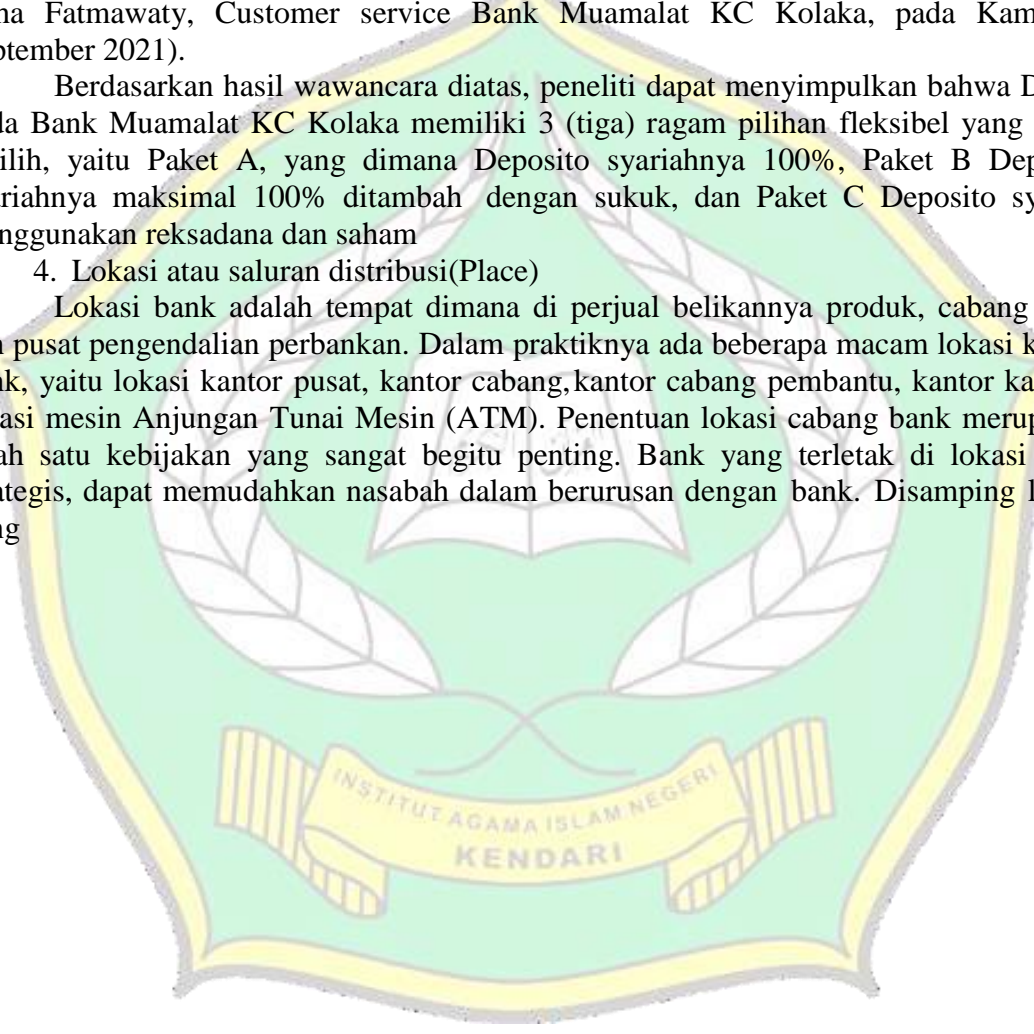 na Fatmawaty, Customer service Bank Muamalat KC Kolaka, pada Kam
ptember 2021).
Berdasarkan hasil wawancara diatas, peneliti dapat menyimpulkan bahwa D
da Bank Muamalat KC Kolaka memiliki 3 (tiga) ragam pilihan fleksibel yang
ilih, yaitu Paket A, yang dimana Deposito syariahnya 100%, Paket B Dep
ariahnya maksimal 100% ditambah dengan sukuk, dan Paket C Deposito sy
nggunakan reksadana dan saham
4. Lokasi atau saluran distribusi(Place)
Lokasi bank adalah tempat dimana di perjual belikannya produk, cabang
n pusat pengendalian perbankan. Dalam praktiknya ada beberapa macam lokasi k
nk, yaitu lokasi kantor pusat, kantor cabang, kantor cabang pembantu, kantor ka
asi mesin Anjungan Tunai Mesin (ATM). Penentuan lokasi cabang bank merup
ah satu kebijakan yang sangat begitu penting. Bank yang terletak di lokasi
ategis, dapat memudahkan nasabah dalam berurusan dengan bank. Disamping l
ng
INSTITUT AGAMA ISLAM NEGERI
KENDARI